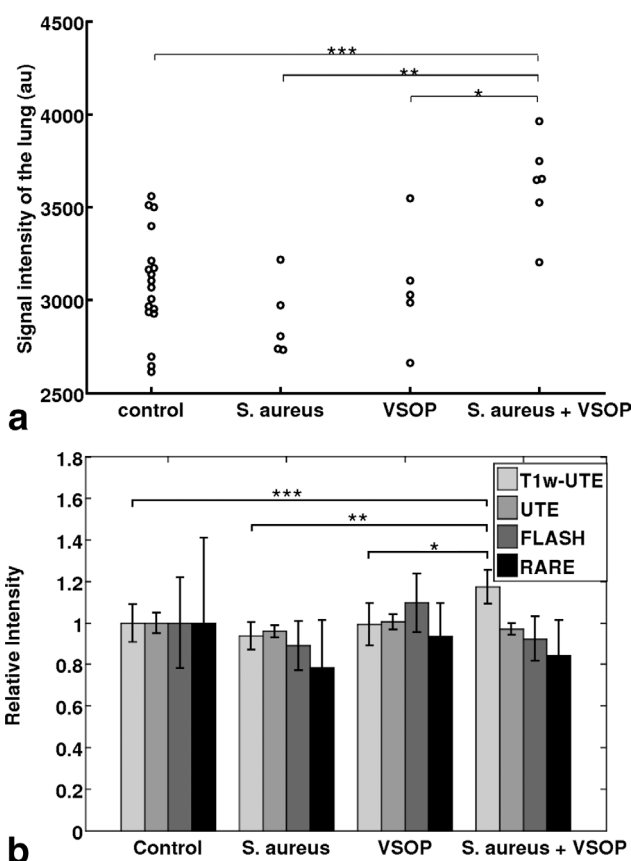 4500
4000
3500
3000
2500
Signal intensity of the lung (au)
***
**
*
control S. aureus VSOP S. aureus + VSOP
a
1.8
1.6
1.4
1.2
1
0.8
0.6
0.4
0.2
0
Relative Intensity
***
**
*
T1w-UTE
UTE
FLASH
RARE
Control S. aureus VSOP S. aureus + VSOP
b